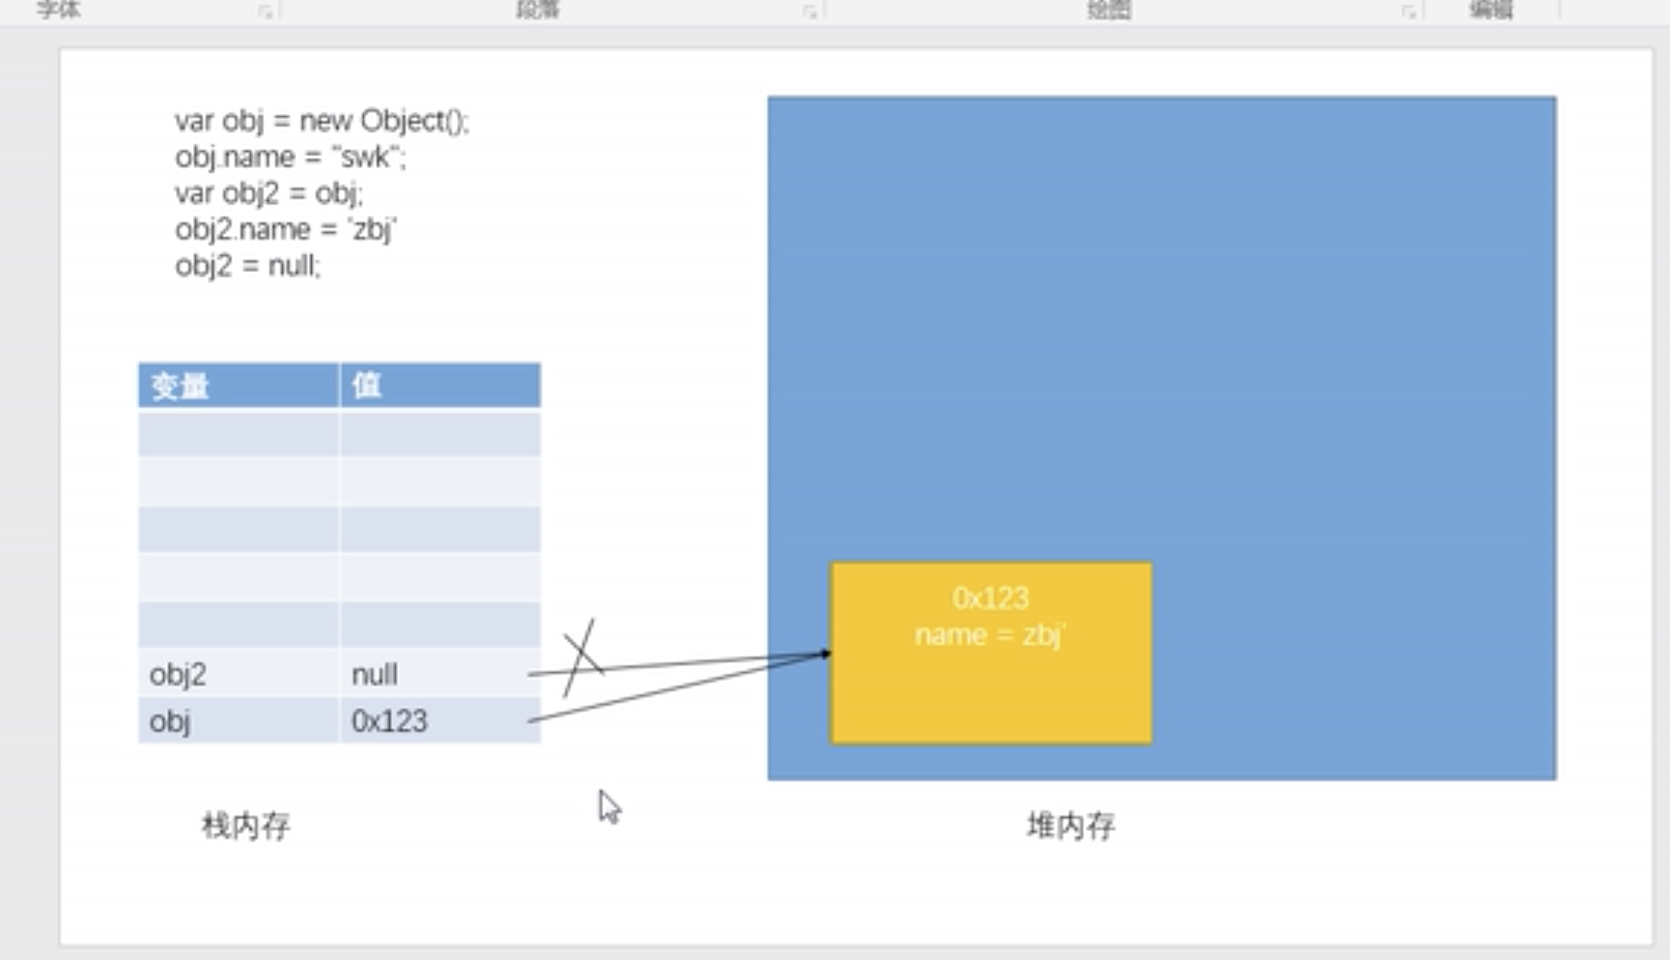 字体
段落
绘图
编辑
var obj = new Object();
obj.name = "swk";
var obj2 = obj;
obj2.name = 'zbj'
obj2 = null;
变量 值
obj2 null
obj 0x123
0x123
name = zbj'
栈内存
堆内存